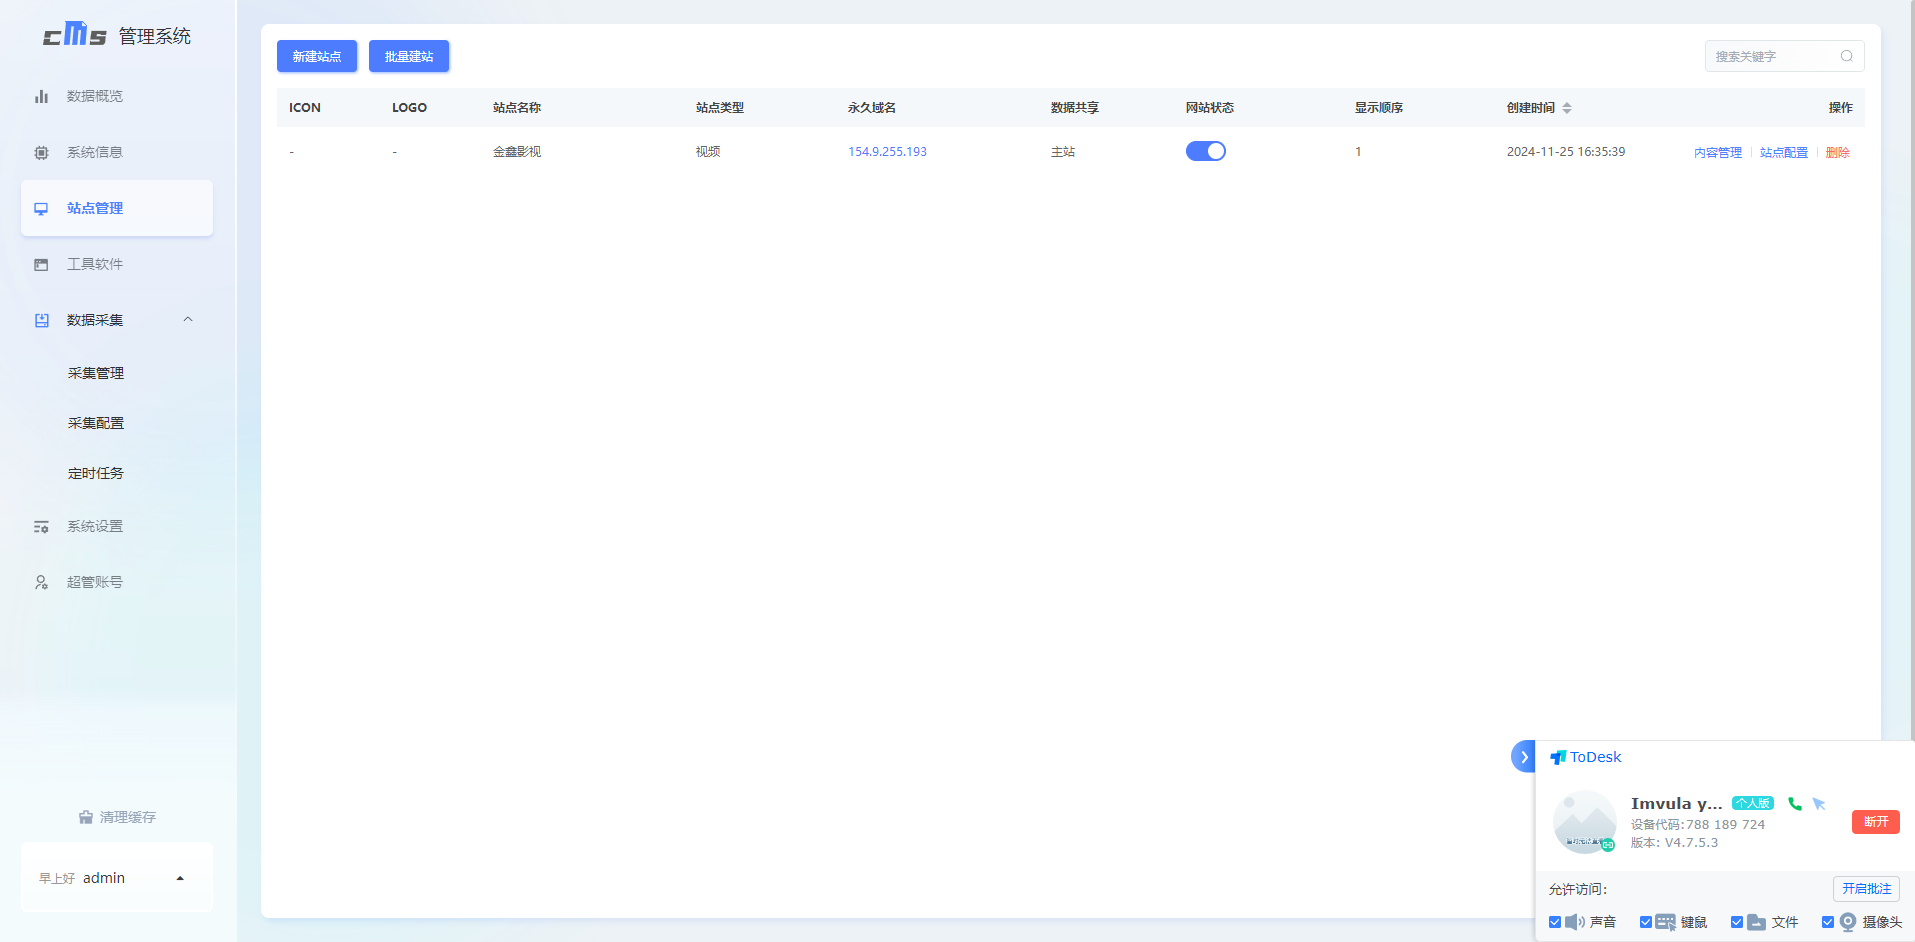 cms 管理系统
数据概览
系统信息
站点管理
工具软件
数据采集
采集管理
采集配置
定时任务
系统设置
超管账号
清理缓存
早上好 admin
新建站点 批量建站 搜索关键字
ICON LOGO 站点名称 站点类型 永久域名 数据共享 网站状态 显示顺序 创建时间 操作
- - 金鑫影视 视频 154.9.255.193 主站 1 2024-11-25 16:35:39 内容管理 站点配置 删除
ToDesk
Imvula y... 个人版
设备代码:788 189 724
版本: V4.7.5.3
断开
允许访问: 开启批注
声音 键鼠 文件 摄像头